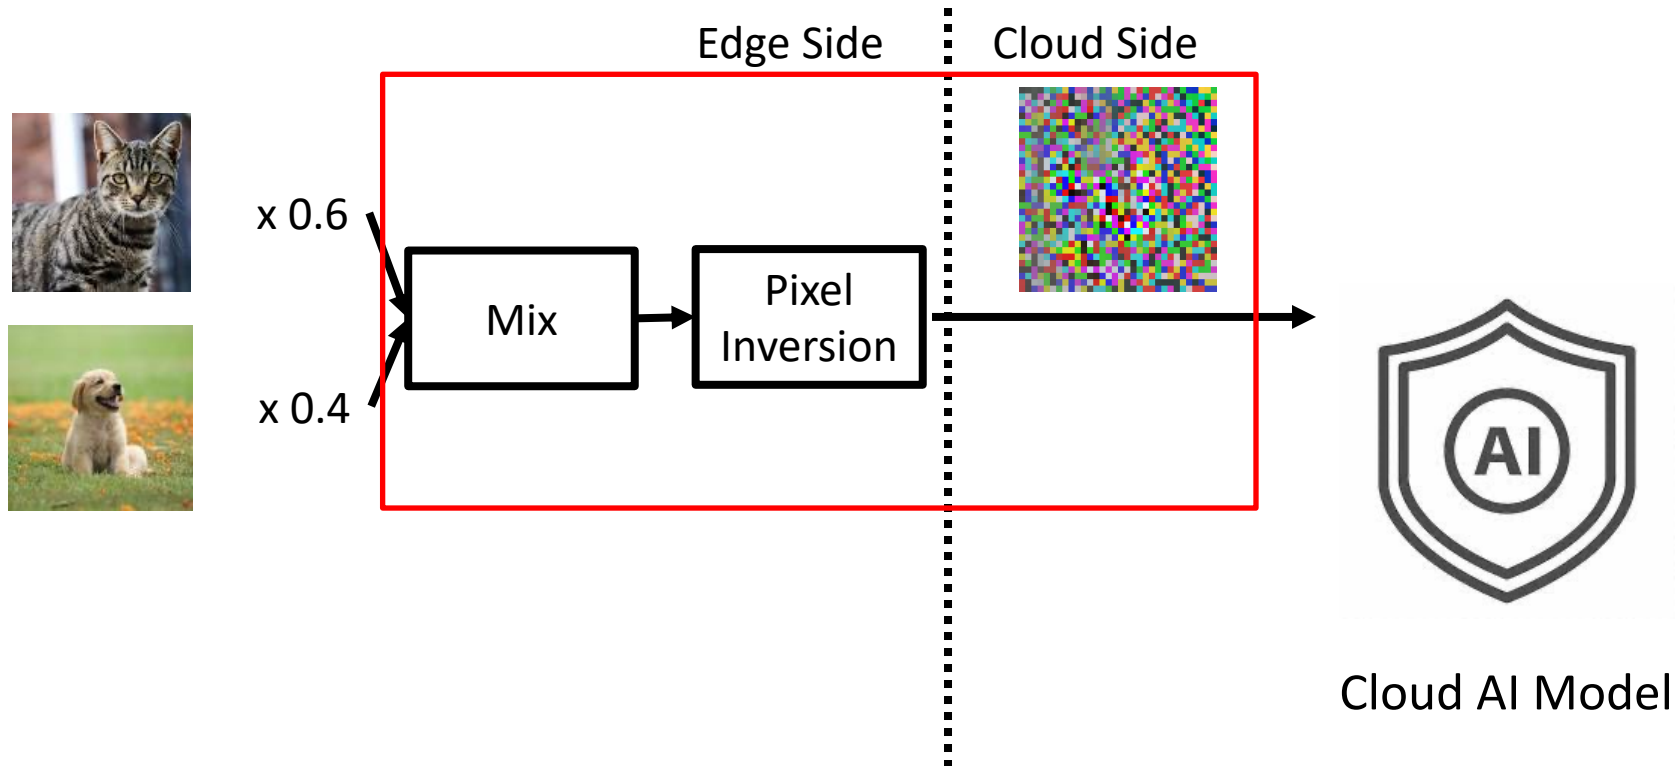 Edge Side
Cloud Side
x 0.6
Mix
Pixel
Inversion
x 0.4
AI
Cloud AI Model